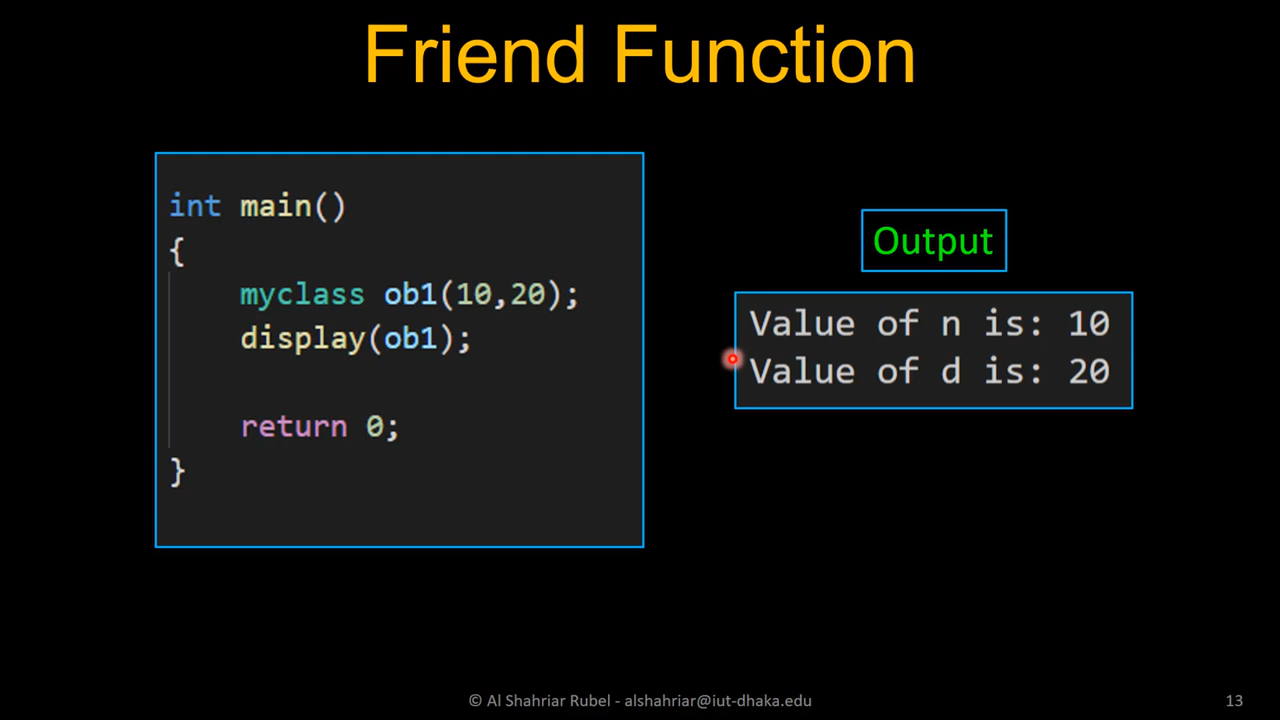 Friend Function
int main()
{
myclass ob1(10,20);
display(ob1);
return 0;
}
Output
Value of n is: 10
Value of d is: 20
© Al Shahriar Rubel - alshahriar@iut-dhaka.edu
13